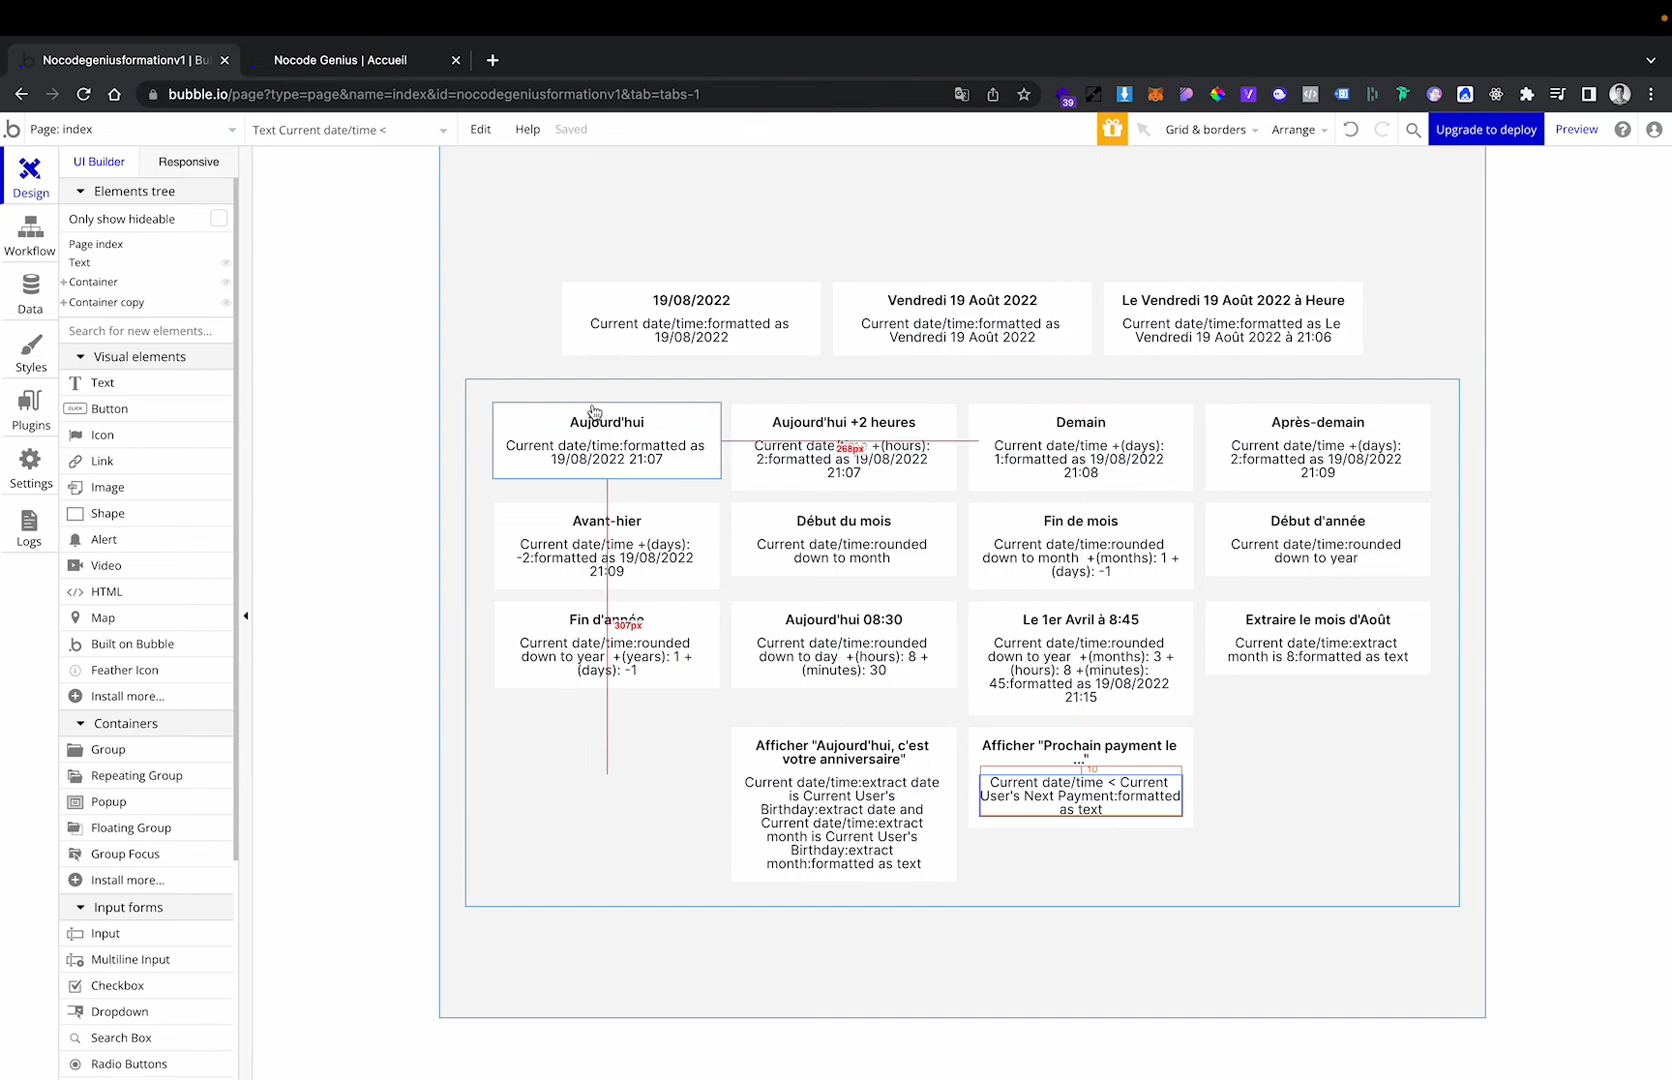 Nocodegeniusformationv1 | Bu
Nocode Genius | Accueil
bubble.io/page?type=page&name=index&id=nocodegeniusformationv1&tab=tabs-1
39
Page: index
Text Current date/time <
Edit
Help
Saved
Grid & borders
Arrange
Upgrade to deploy
Preview
Design
Workflow
Data
Styles
Plugins
Settings
Logs
UI Builder
Responsive
Elements tree
Only show hideable
Page index
Text
Container
Container copy
Search for new elements...
Visual elements
Text
CLICK
Button
Icon
Link
Image
Shape
Alert
Video
HTML
Map
Built on Bubble
Feather Icon
Install more...
Containers
Group
Repeating Group
Popup
Floating Group
Group Focus
Install more...
Input forms
Input
Multiline Input
Checkbox
Dropdown
Search Box
Radio Buttons
19/08/2022
Current date/time:formatted as
19/08/2022
Vendredi 19 Août 2022
Current date/time:formatted as
Vendredi 19 Août 2022
Le Vendredi 19 Août 2022 à Heure
Current date/time:formatted as Le
Vendredi 19 Août 2022 à 21:06
Aujourd'hui
Current date/time:formatted as
19/08/2022 21:07
Aujourd'hui +2 heures
Current date/time +(hours):
2:formatted as 19/08/2022
21:07
268px
Demain
Current date/time +(days):
1:formatted as 19/08/2022
21:08
Après-demain
Current date/time +(days):
2:formatted as 19/08/2022
21:09
Avant-hier
Current date/time +(days):
-2:formatted as 19/08/2022
21:09
Début du mois
Current date/time:rounded
down to month
Fin de mois
Current date/time:rounded
down to month +(months): 1 +
(days): -1
Début d'année
Current date/time:rounded
down to year
Fin d'année
307px
Current date/time:rounded
down to year +(years): 1 +
(days): -1
Aujourd'hui 08:30
Current date/time:rounded
down to day +(hours): 8 +
(minutes): 30
Le 1er Avril à 8:45
Current date/time:rounded
down to year +(months): 3 +
(hours): 8 +(minutes):
45:formatted as 19/08/2022
21:15
Extraire le mois d'Août
Current date/time:extract
month is 8:formatted as text
Afficher "Aujourd'hui, c'est
votre anniversaire"
Current date/time:extract date
is Current User's
Birthday:extract date and
Current date/time:extract
month is Current User's
Birthday:extract
month:formatted as text
Afficher "Prochain payment le
..."
10
Current date/time < Current
User's Next Payment:formatted
as text